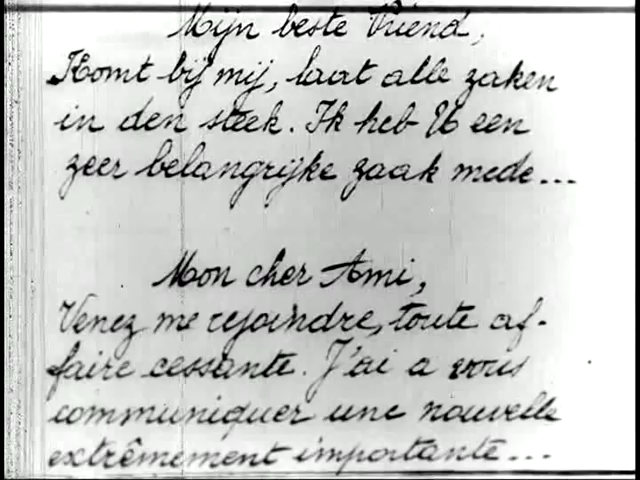 Mijn beste Vriend,
Komt bij mij, laat alle zaken
in den steek. Ik heb U een
zeer belangrijke zaak mede...
Mon cher Ami,
Venez me rejoindre, toute af-
faire cessante. J'ai a vous
communiquer une nouvelle
extrêmement importante...